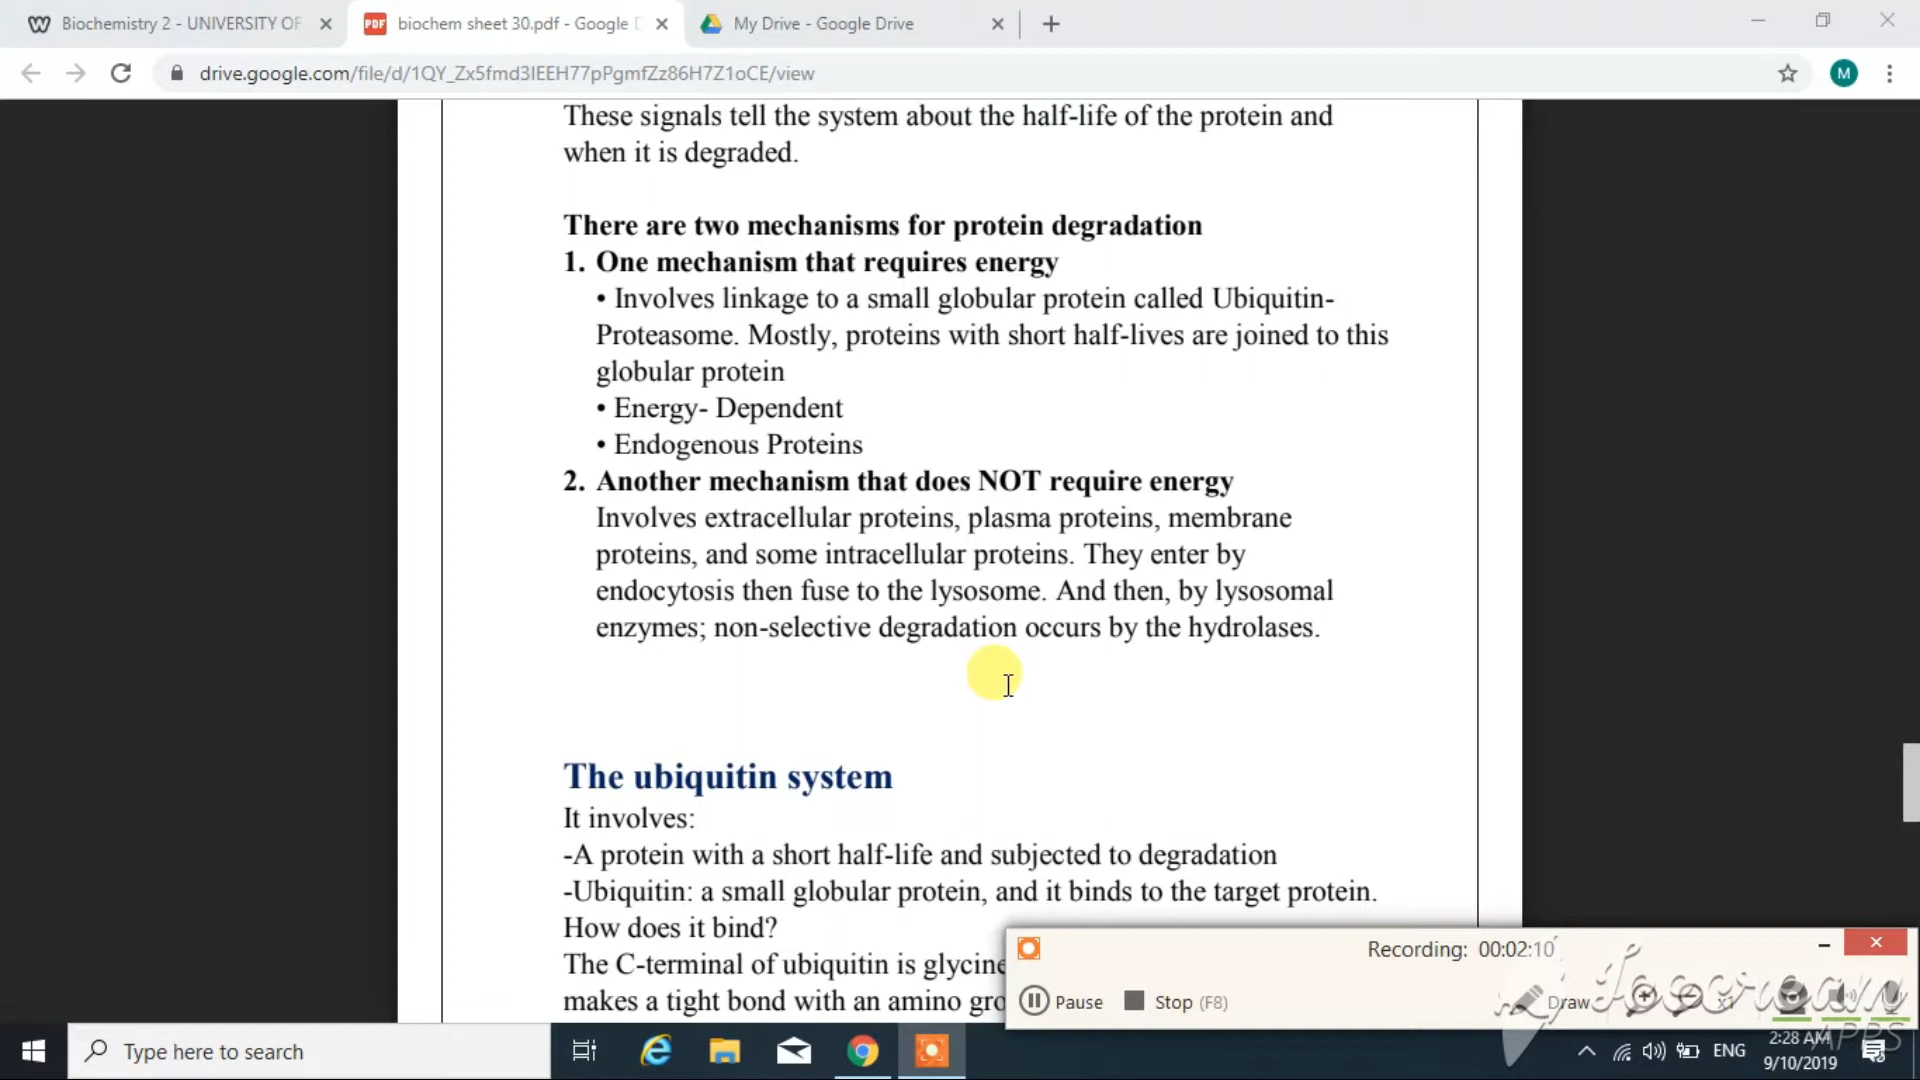 Biochemistry 2 - UNIVERSITY OF
PDF
biochem sheet 30.pdf - Google D
My Drive - Google Drive
drive.google.com/file/d/1QY_Zx5fmd3IEEH77pPgmfZz86H7Z1oCE/view
M
These signals tell the system about the half-life of the protein and
when it is degraded.
There are two mechanisms for protein degradation
1. One mechanism that requires energy
• Involves linkage to a small globular protein called Ubiquitin-
Proteasome. Mostly, proteins with short half-lives are joined to this
globular protein
• Energy- Dependent
• Endogenous Proteins
2. Another mechanism that does NOT require energy
Involves extracellular proteins, plasma proteins, membrane
proteins, and some intracellular proteins. They enter by
endocytosis then fuse to the lysosome. And then, by lysosomal
enzymes; non-selective degradation occurs by the hydrolases.
The ubiquitin system
It involves:
-A protein with a short half-life and subjected to degradation
-Ubiquitin: a small globular protein, and it binds to the target protein.
How does it bind?
The C-terminal of ubiquitin is glycine
makes a tight bond with an amino gro
Recording: 00:02:10
Pause
Stop (F8)
Draw
x1
APPS
Type here to search
ENG
2:28 AM
9/10/2019